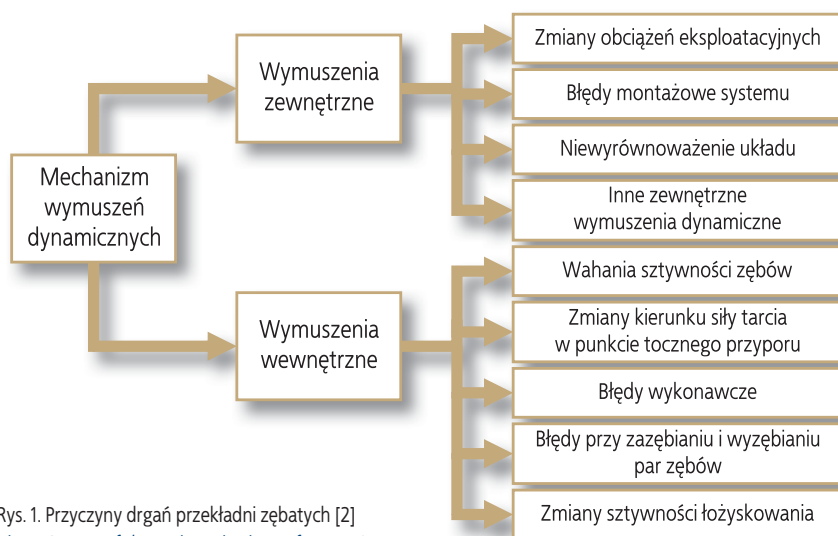 Mechanizm
wymuszeń
dynamicznych
Wymuszenia
zewnętrzne
Zmiany obciążeń eksploatacyjnych
Błędy montażowe systemu
Niewyrównoważenie układu
Inne zewnętrzne
wymuszenia dynamiczne
Wymuszenia
wewnętrzne
Wahania sztywności zębów
Zmiany kierunku siły tarcia
w punkcie tocznego przyporu
Błędy wykonawcze
Błędy przy zazębianiu i wyzębianiu
par zębów
Zmiany sztywności łożyskowania
Rys. 1. Przyczyny drgań przekładni zębatych [2]